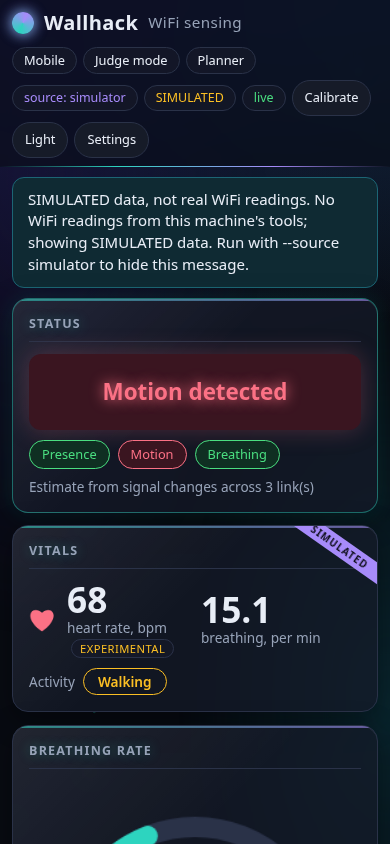 Wallhack WiFi sensing
Mobile Judge mode Planner
source: simulator SIMULATED live Calibrate
Light Settings
SIMULATED data, not real WiFi readings. No
WiFi readings from this machine's tools;
showing SIMULATED data. Run with --source
simulator to hide this message.
STATUS
Motion detected
Presence Motion Breathing
Estimate from signal changes across 3 link(s)
SIMULATED
VITALS
68
heart rate, bpm
EXPERIMENTAL
15.1
breathing, per min
Activity Walking
BREATHING RATE